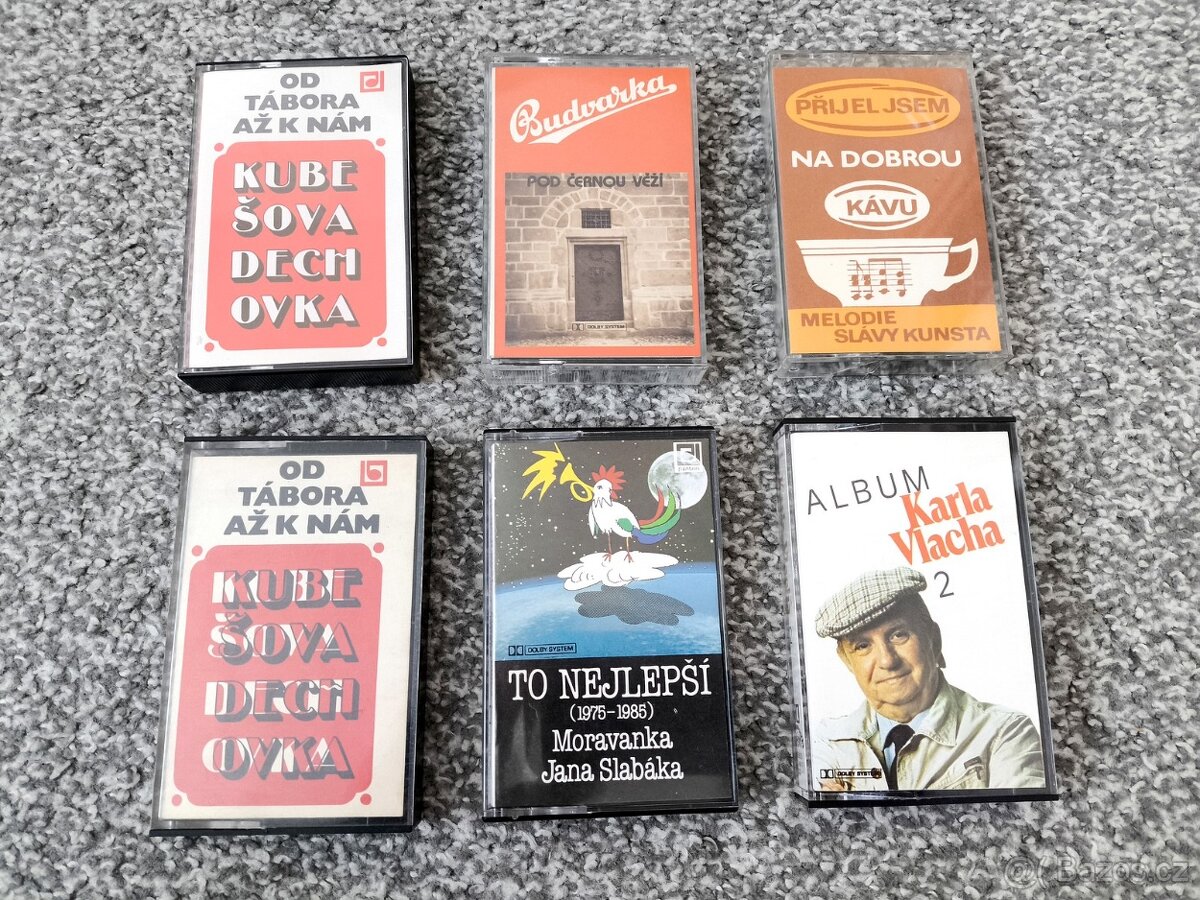 OD
TÁBORA
AŽ K NÁM
KUBE
ŠOVA
DECH
OVKA
Budvarka
POD ČERNOU VĚŽÍ
DOLBY SYSTEM
PŘIJEL JSEM
NA DOBROU
KÁVU
MELODIE
SLÁVY KUNSTA
OD
TÁBORA
AŽ K NÁM
KUBE
ŠOVA
DECH
OVKA
DOLBY SYSTEM
TO NEJLEPŠÍ
(1975-1985)
Moravanka
Jana Slabáka
ALBUM
Karla
Vlacha
2
DOLBY SYSTEM
@Bazos.cz